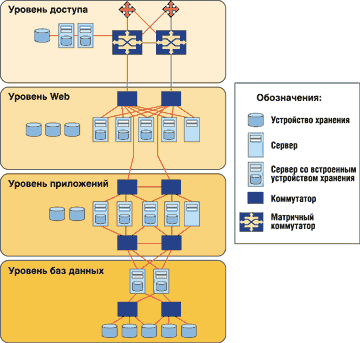 Уровень доступа
Уровень Web
Уровень приложений
Уровень баз данных
Обозначения:
Устройство хранения
Сервер
Сервер со встроенным
устройством хранения
Коммутатор
Матричный
коммутатор